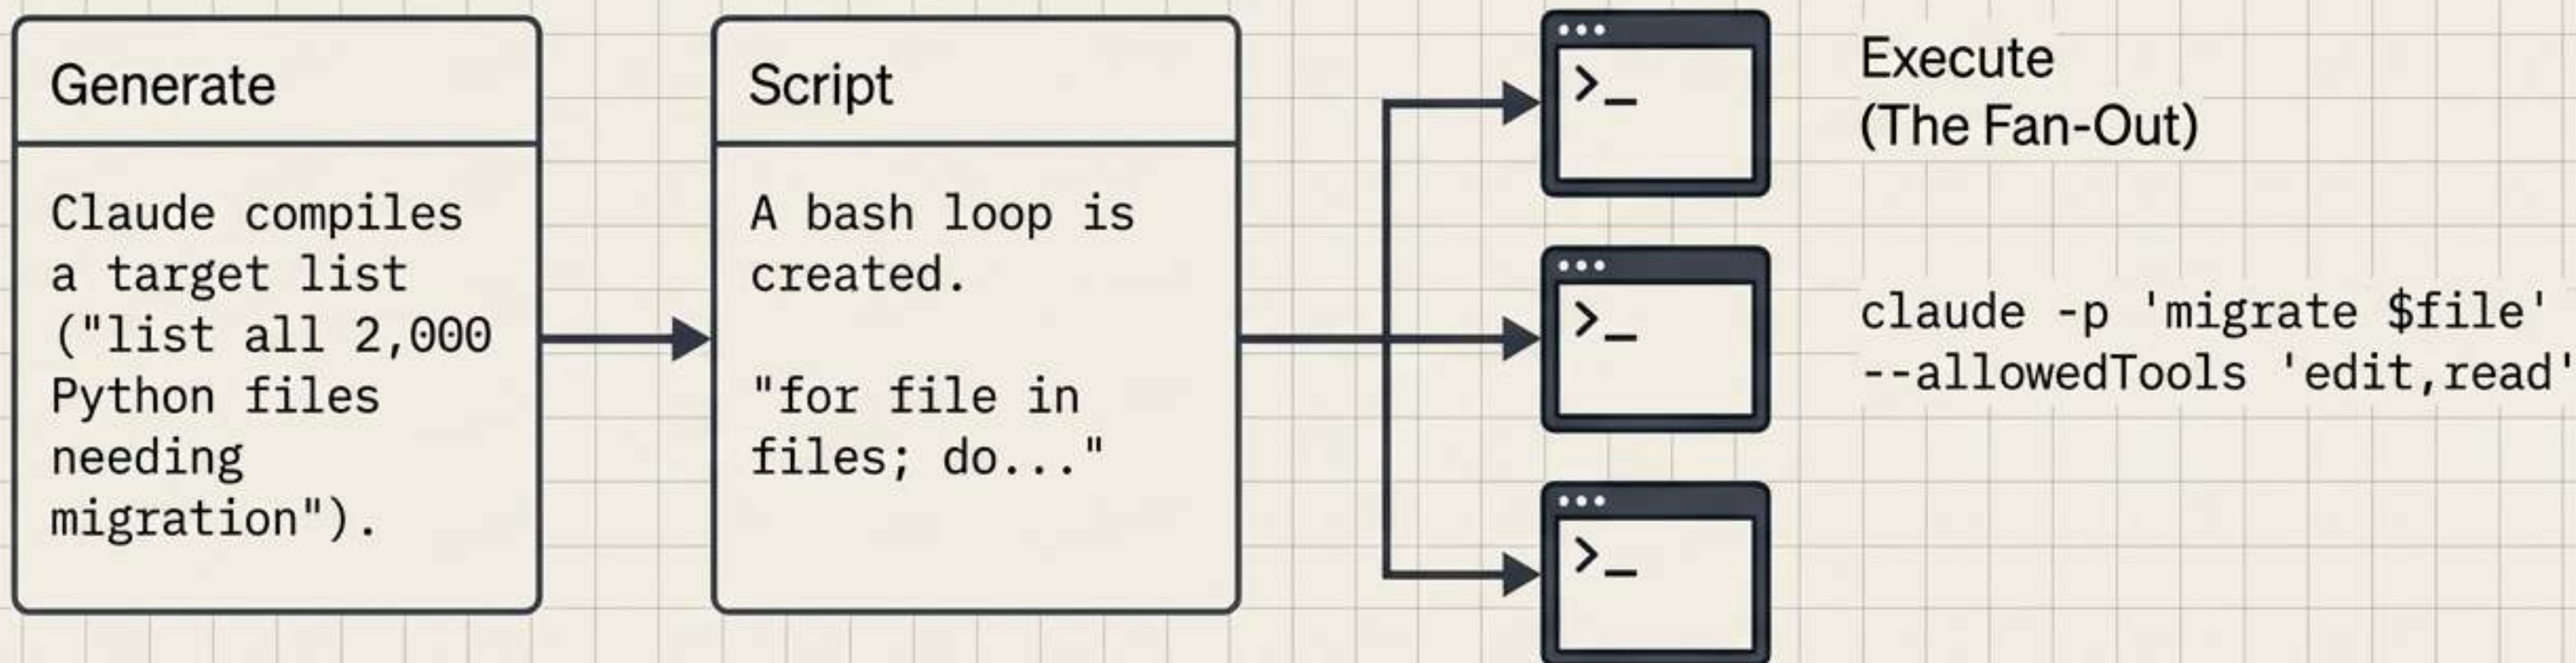 Generate
Claude compiles
a target list
("list all 2,000
Python files
needing
migration").
Script
A bash loop is
created.
"for file in
files; do..."
>_
>_
>_
Execute
(The Fan-Out)
claude -p 'migrate $file'
--allowedTools 'edit,read'